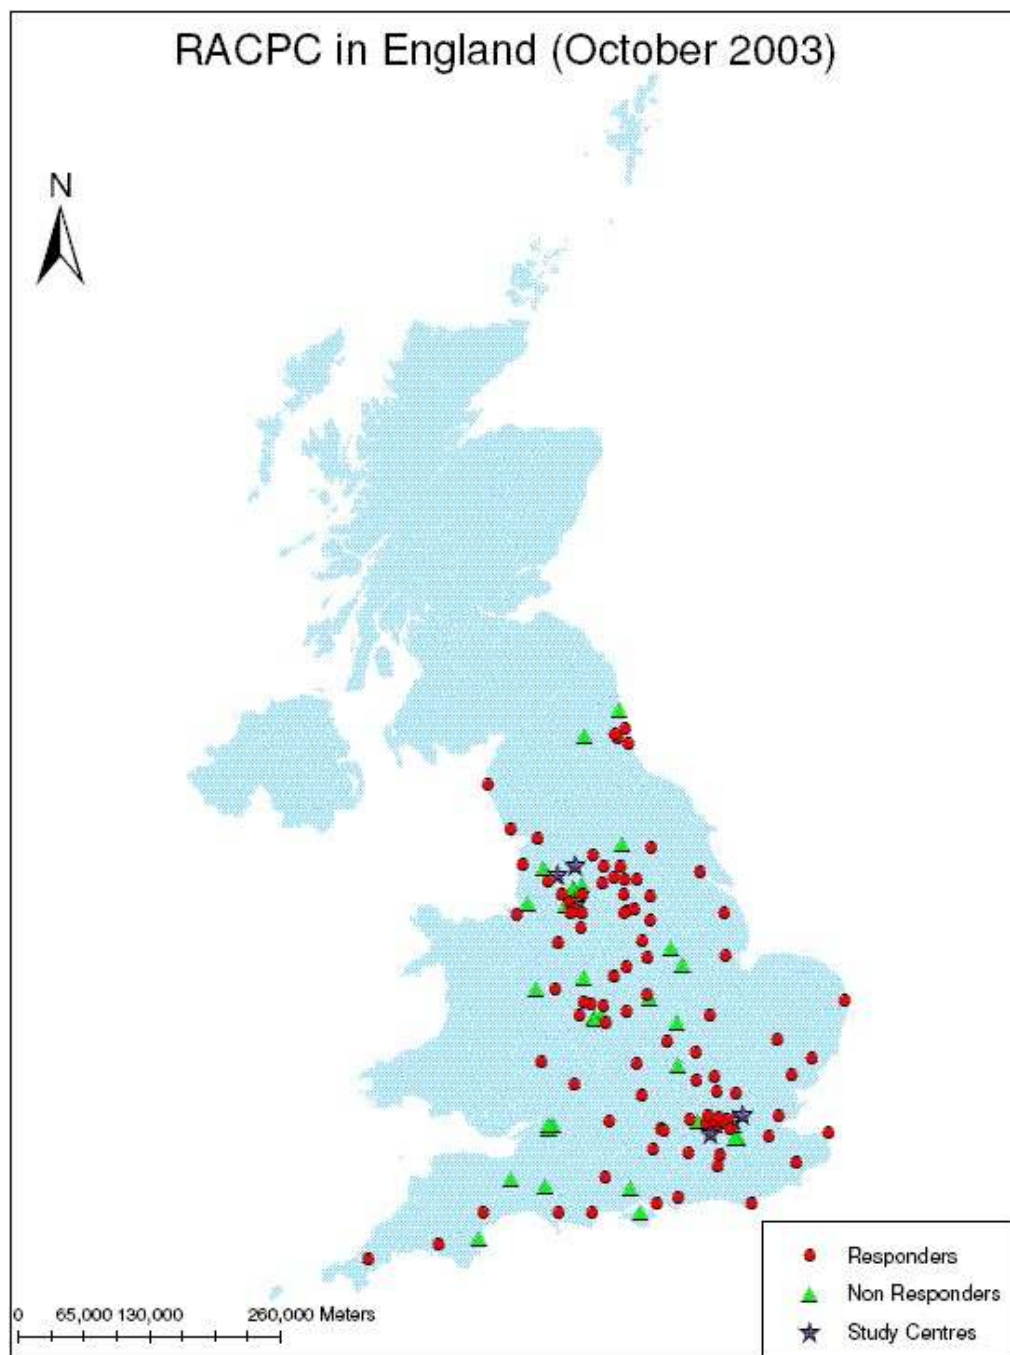 RACPC in England (October 2003)
N
Responders
Non Responders
Study Centres
0 65,000 130,000 260,000 Meters